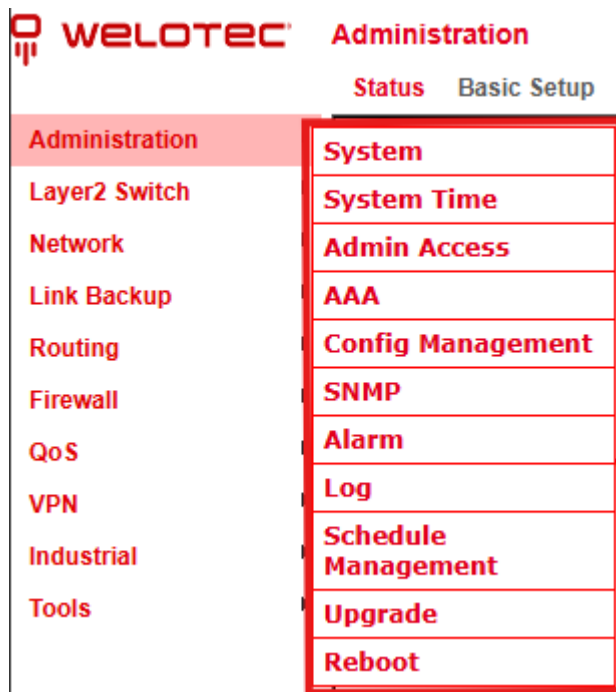 welotec
Administration
Status Basic Setup
Administration
Layer2 Switch
Network
Link Backup
Routing
Firewall
QoS
VPN
Industrial
Tools
System
System Time
Admin Access
AAA
Config Management
SNMP
Alarm
Log
Schedule
Management
Upgrade
Reboot